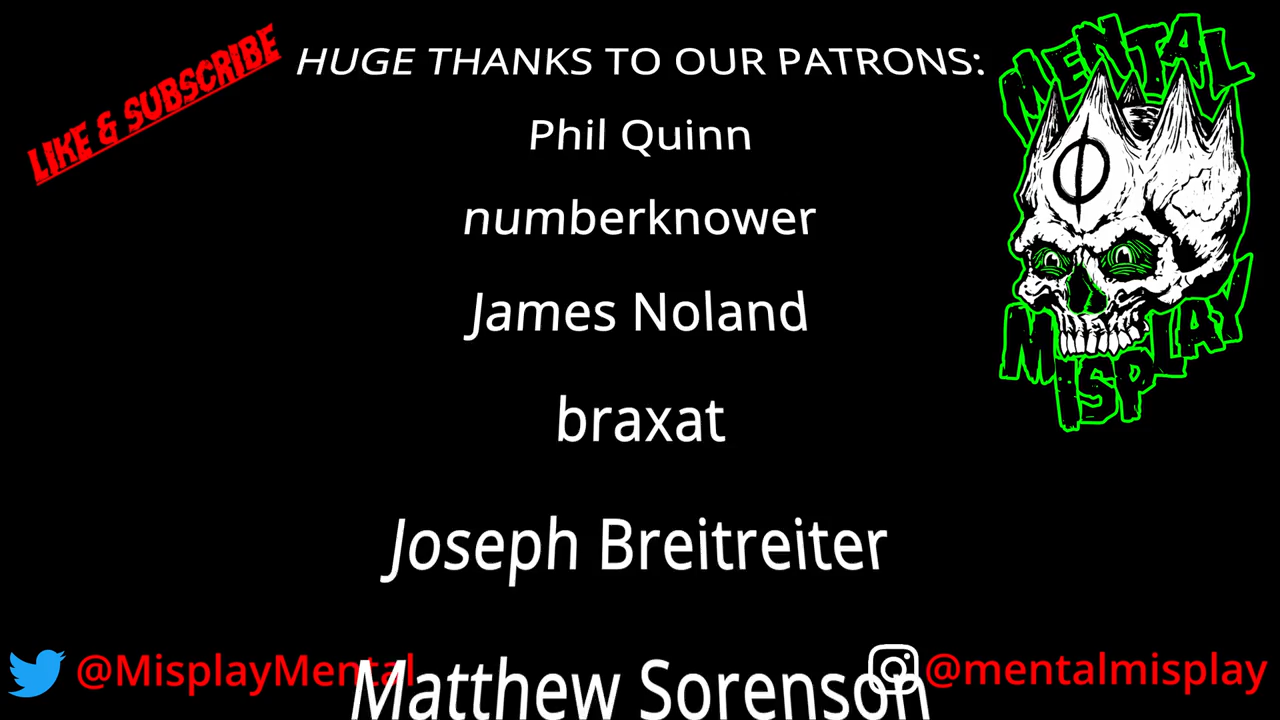 LIKE & SUBSCRIBE
HUGE THANKS TO OUR PATRONS:
MENTAL
MISPLAY
Phil Quinn
numberknower
James Noland
braxat
Joseph Breitreiter
Matthew Sorenson
@MisplayMental
@mentalmisplay